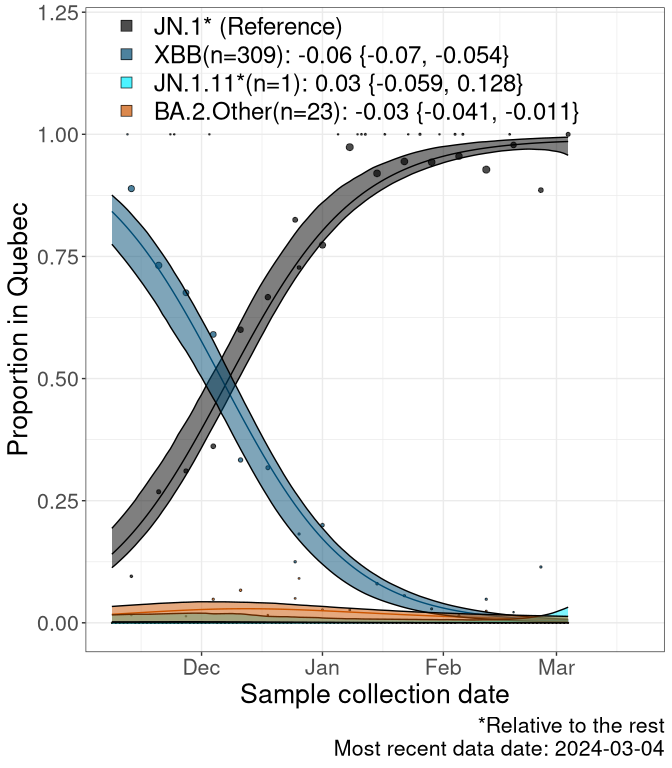 JN.1* (Reference)
XBB(n=309): -0.06 {-0.07, -0.054}
JN.1.11*(n=1): 0.03 {-0.059, 0.128}
BA.2.Other(n=23): -0.03 {-0.041, -0.011}
1.25
1.00
0.75
0.50
0.25
0.00
Proportion in Quebec
Dec Jan Feb Mar
Sample collection date
*Relative to the rest
Most recent data date: 2024-03-04